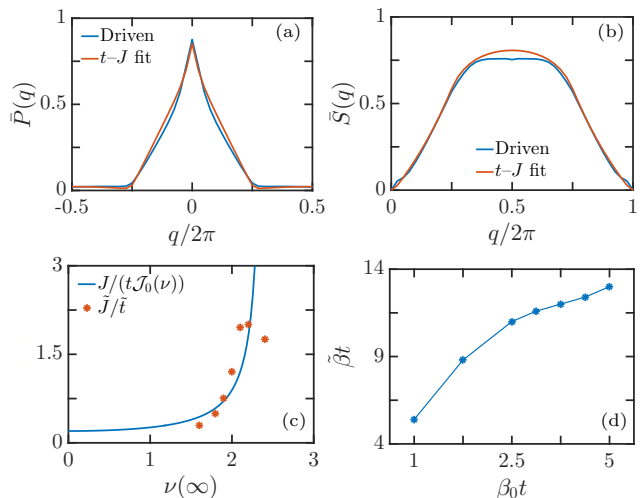 1
(a)
Driven
t–J fit
P̄(q)
0.5
0
-0.5
0
0.5
q/2π
1
(b)
S̄(q)
0.5
Driven
t–J fit
0
0
0.5
1
q/2π
3
J/(t𝒥₀(ν))
J̃/t̃
1.5
(c)
0
0
1
2
3
ν(∞)
14
β̃t
9
(d)
4
1
2.5
5
β₀t